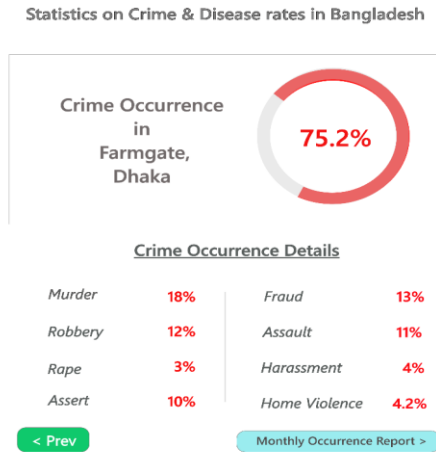 Statistics on Crime & Disease rates in Bangladesh
Crime Occurrence
in
Farmgate,
Dhaka
75.2%
Crime Occurrence Details
Murder 18%
Robbery 12%
Rape 3%
Assert 10%
Fraud 13%
Assault 11%
Harassment 4%
Home Violence 4.2%
< Prev
Monthly Occurrence Report >